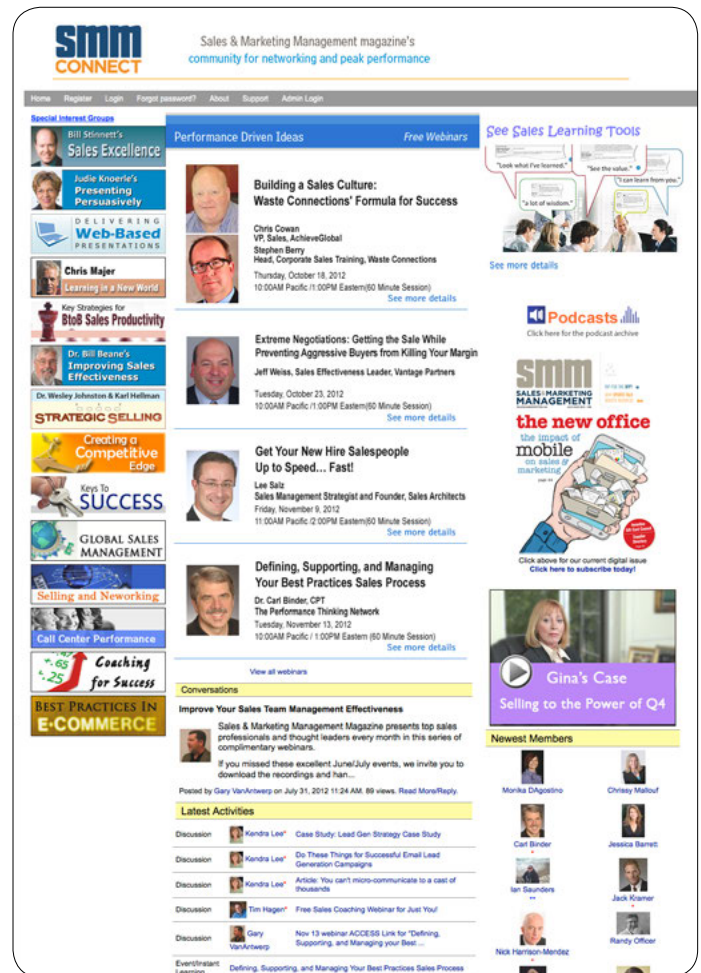 smm
CONNECT
Sales & Marketing Management magazine's
community for networking and peak performance
Home Register Login Forgot password? About Support Admin Login
Special Interest Groups
Bill Stinnett's
Sales Excellence
Judie Knoerle's
Presenting
Persuasively
DELIVERING
Web-Based
PRESENTATIONS
Chris Majer
Learning in a New World
Key Strategies for
BtoB Sales Productivity
Dr. Bill Beane's
Improving Sales
Effectiveness
Dr. Wesley Johnston & Karl Hellman
STRATEGIC SELLING
Creating a
Competitive
Edge
Keys To
SUCCESS
GLOBAL SALES
MANAGEMENT
Selling and Neworking
Call Center Performance
+.65
+.25
Coaching
for Success
BEST PRACTICES IN
E-COMMERCE
Performance Driven Ideas Free Webinars
Building a Sales Culture:
Waste Connections' Formula for Success
Chris Cowan
VP, Sales, AchieveGlobal
Stephen Berry
Head, Corporate Sales Training, Waste Connections
Thursday, October 18, 2012
10:00AM Pacific /1:00PM Eastern(60 Minute Session)
See more details
Extreme Negotiations: Getting the Sale While
Preventing Aggressive Buyers from Killing Your Margin
Jeff Weiss, Sales Effectiveness Leader, Vantage Partners
Tuesday, October 23, 2012
10:00AM Pacific /1:00PM Eastern(60 Minute Session)
See more details
Get Your New Hire Salespeople
Up to Speed... Fast!
Lee Salz
Sales Management Strategist and Founder, Sales Architects
Friday, November 9, 2012
11:00AM Pacific /2:00PM Eastern(60 Minute Session)
See more details
Defining, Supporting, and Managing
Your Best Practices Sales Process
Dr. Carl Binder, CPT
The Performance Thinking Network
Tuesday, November 13, 2012
10:00AM Pacific / 1:00PM Eastern (60 Minute Session)
See more details
View all webinars
Conversations
Improve Your Sales Team Management Effectiveness
Sales & Marketing Management Magazine presents top sales
professionals and thought leaders every month in this series of
complimentary webinars.
If you missed these excellent June/July events, we invite you to
download the recordings and han...
Posted by Gary VanAntwerp on July 31, 2012 11:24 AM. 89 views. Read More/Reply.
Latest Activities
Discussion Kendra Lee* Case Study: Lead Gen Strategy Case Study
Discussion Kendra Lee* Do These Things for Successful Email Lead
Generation Campaigns
Discussion Kendra Lee* Article: You can't micro-communicate to a cast of
thousands
Discussion Tim Hagen* Free Sales Coaching Webinar for Just You!
Discussion Gary
VanAntwerp Nov 13 webinar ACCESS Link for "Defining,
Supporting, and Managing your Best ...
Event/Instant
Learning Defining, Supporting, and Managing Your Best Practices Sales Process
See Sales Learning Tools
"Look what I've learned."
"See the value."
"I can learn from you."
"a lot of wisdom."
See more details
Podcasts
Click here for the podcast archive
smm
SALES & MARKETING
MANAGEMENT
the new office
the impact of
mobile
on sales &
marketing
Click above for our current digital issue
Click here to subscribe today!
Gina's Case
Selling to the Power of Q4
Newest Members
Monika DAgostino Chrissy Mallouf
Carl Binder Jessica Barrett
*
Ian Saunders Jack Kramer
** *
Nick Harrison-Mendez Randy Officer